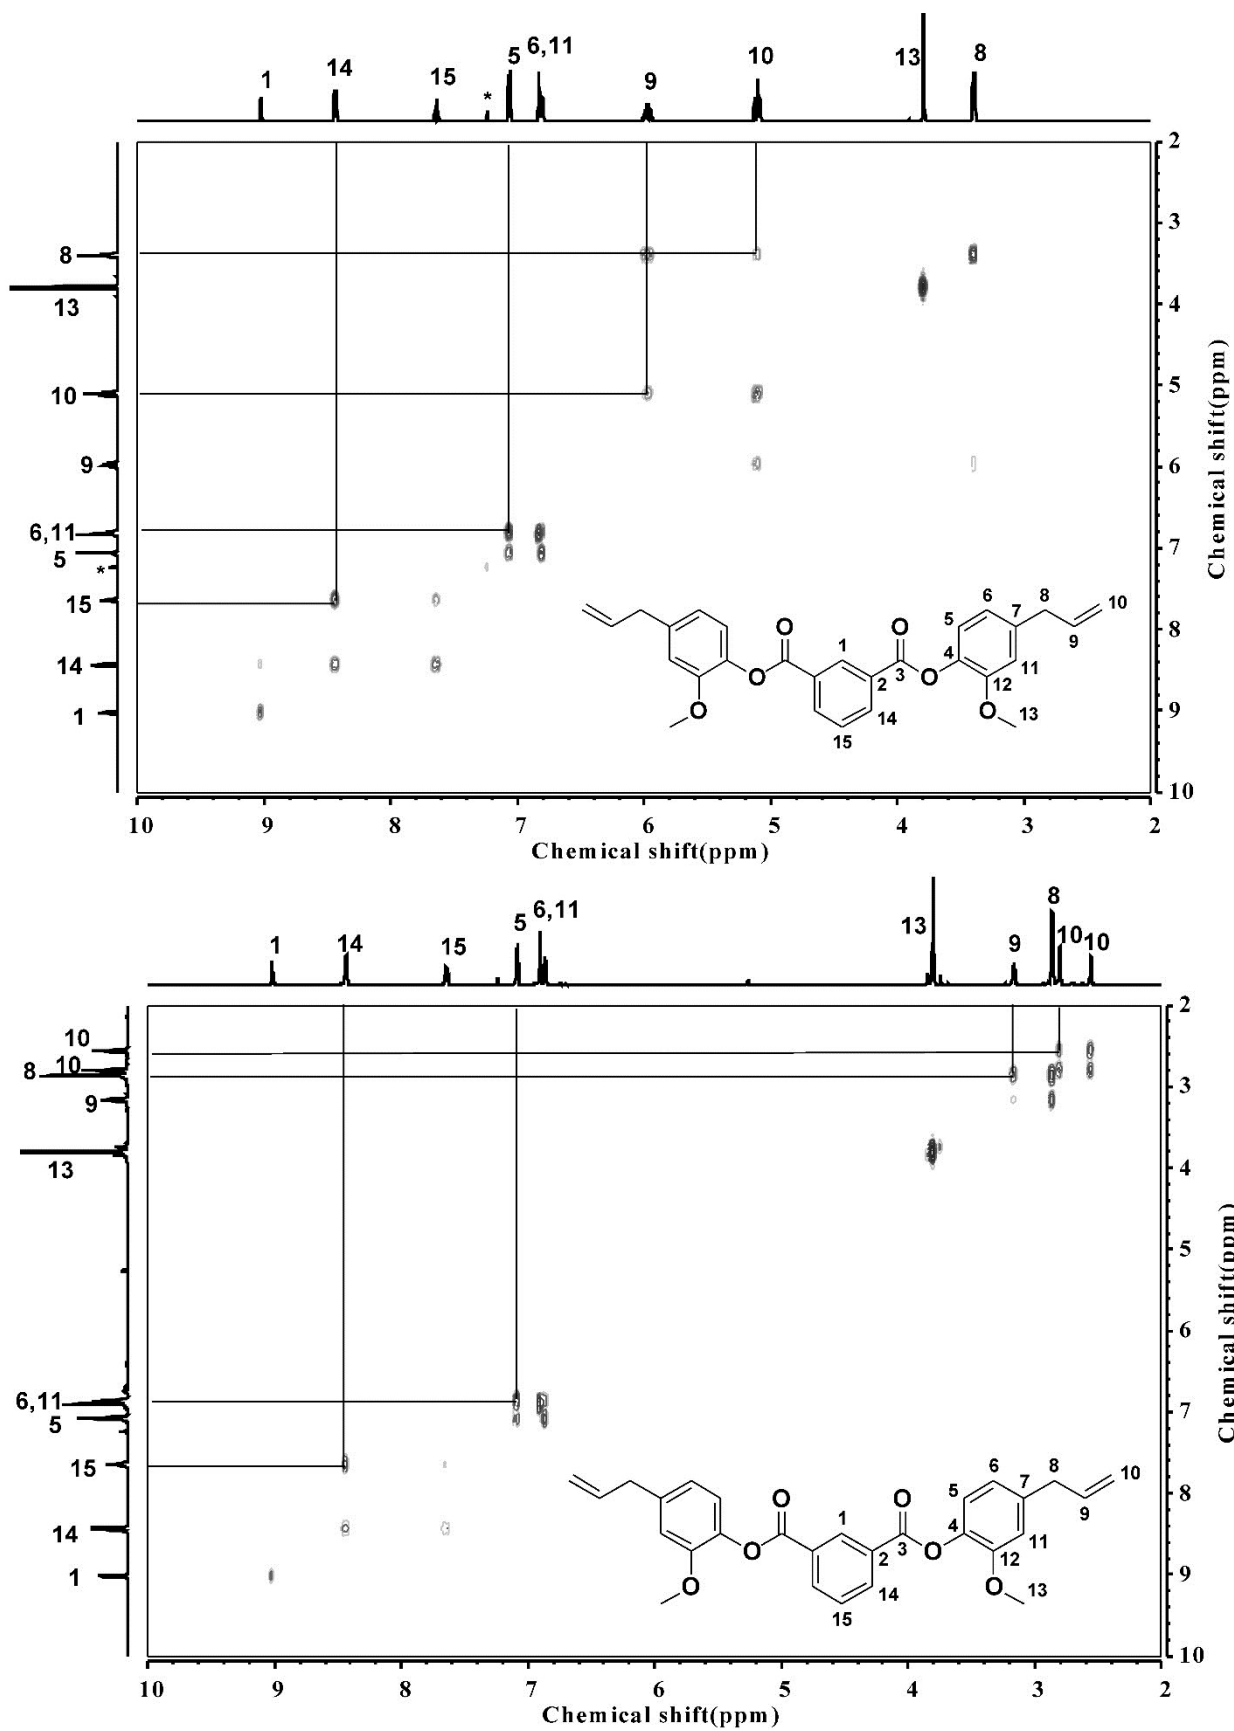 1 14 15 * 5 6,11 9 10 13 8
2
3
4
5
6
7
8
9
10
Chemical shift(ppm)
8
13
10
9
6,11
5
*
15
14
1
O O
O O
O O
1 2 3 4 5 6 7 8 9 10 11 12 13 14 15
10 9 8 7 6 5 4 3 2
Chemical shift(ppm)
1 14 15 5 6,11 13 9 8 10 10
2
3
4
5
6
7
8
9
10
Chemical shift(ppm)
10
10
8
9
13
6,11
5
15
14
1
O O
O O
O O
1 2 3 4 5 6 7 8 9 10 11 12 13 14 15
10 9 8 7 6 5 4 3 2
Chemical shift(ppm)